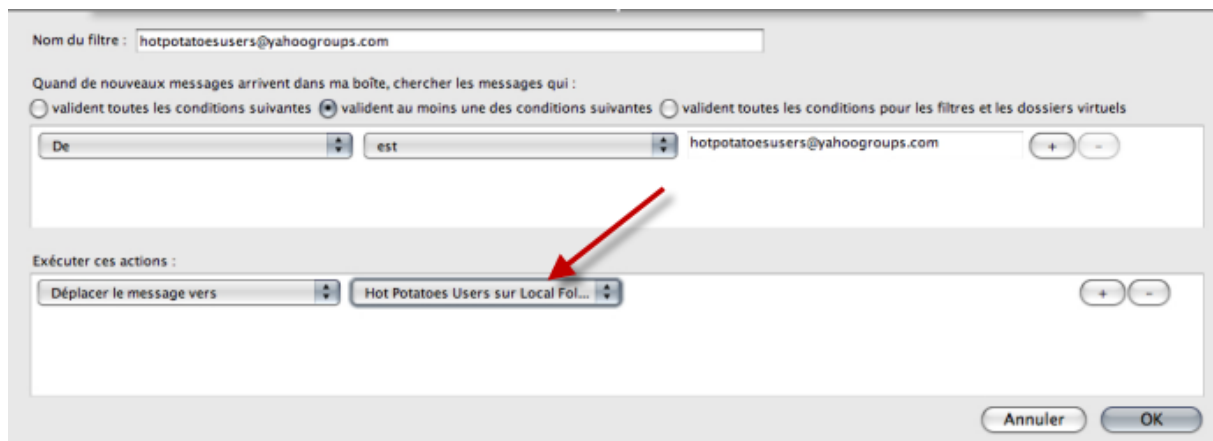 Nom du filtre : hotpotatoesusers@yahoogroups.com
Quand de nouveaux messages arrivent dans ma boîte, chercher les messages qui :
valident toutes les conditions suivantes valident au moins une des conditions suivantes valident toutes les conditions pour les filtres et les dossiers virtuels
De est hotpotatoesusers@yahoogroups.com + -
Exécuter ces actions :
Déplacer le message vers Hot Potatoes Users sur Local Fol... + -
Annuler OK